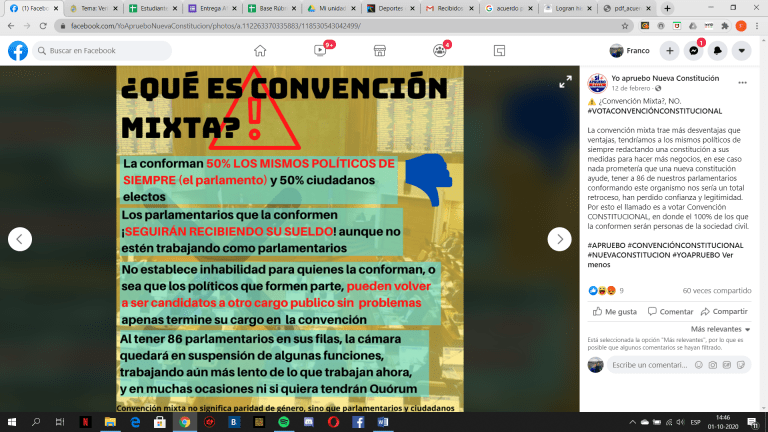 (1) Faceb
Tema: Ver
Estudiant
Entrega A
Base Rúb
Mi unidad
Deportes
Recibidos
acuerdo p
Logran Re
pdf_acue
facebook.com/YoAprueboNuevaConstitucion/photos/a.112263370335883/118530543042499/
Buscar en Facebook
9+
4
Franco
1
¿QUÉ ES CONVENCIÓN
MIXTA?
La conforman 50% LOS MISMOS POLÍTICOS DE
SIEMPRE (el parlamento) y 50% ciudadanos
electos
Los parlamentarios que la conformen
¡SEGUIRÁN RECIBIENDO SU SUELDO! aunque no
estén trabajando como parlamentarios
No establece inhabilidad para quienes la conforman, o
sea que los políticos que formen parte, pueden volver
a ser candidatos a otro cargo publico sin problemas
apenas termine su cargo en la convención
Al tener 86 parlamentarios en sus filas, la cámara
quedará en suspensión de algunas funciones,
trabajando aún más lento de lo que trabajan ahora,
y en muchas ocasiones ni si quiera tendrán Quórum
Convención mixta no significa paridad de género, sino que parlamentarios y ciudadanos
Yo apruebo Nueva Constitución
12 de febrero ·
¿Convención Mixta?, NO.
#VOTACONVENCIÓNCONSTITUCIONAL
La convención mixta trae más desventajas que
ventajas, tendríamos a los mismos políticos de
siempre redactando una constitución a sus
medidas para hacer más negocios, en ese caso
nada prometería que una nueva constitución
ayude, tener a 86 de nuestros parlamentarios
conformando este organismo nos sería un total
retroceso, han perdido confianza y legitimidad.
Por esto el llamado es a votar Convención
CONSTITUCIONAL, en donde el 100% de los que
la conformen serán personas de la sociedad civil.
#APRUEBO #CONVENCIÓNCONSTITUCIONAL
#NUEVACONSTITUCION #YOAPRUEBO Ver
menos
9
60 veces compartido
Me gusta
Comentar
Compartir
Más relevantes
Está seleccionada la opción "Más relevantes", por lo que es
posible que algunos comentarios se hayan filtrado.
Escribe un comentari...
ESP
14:46
01-10-2020